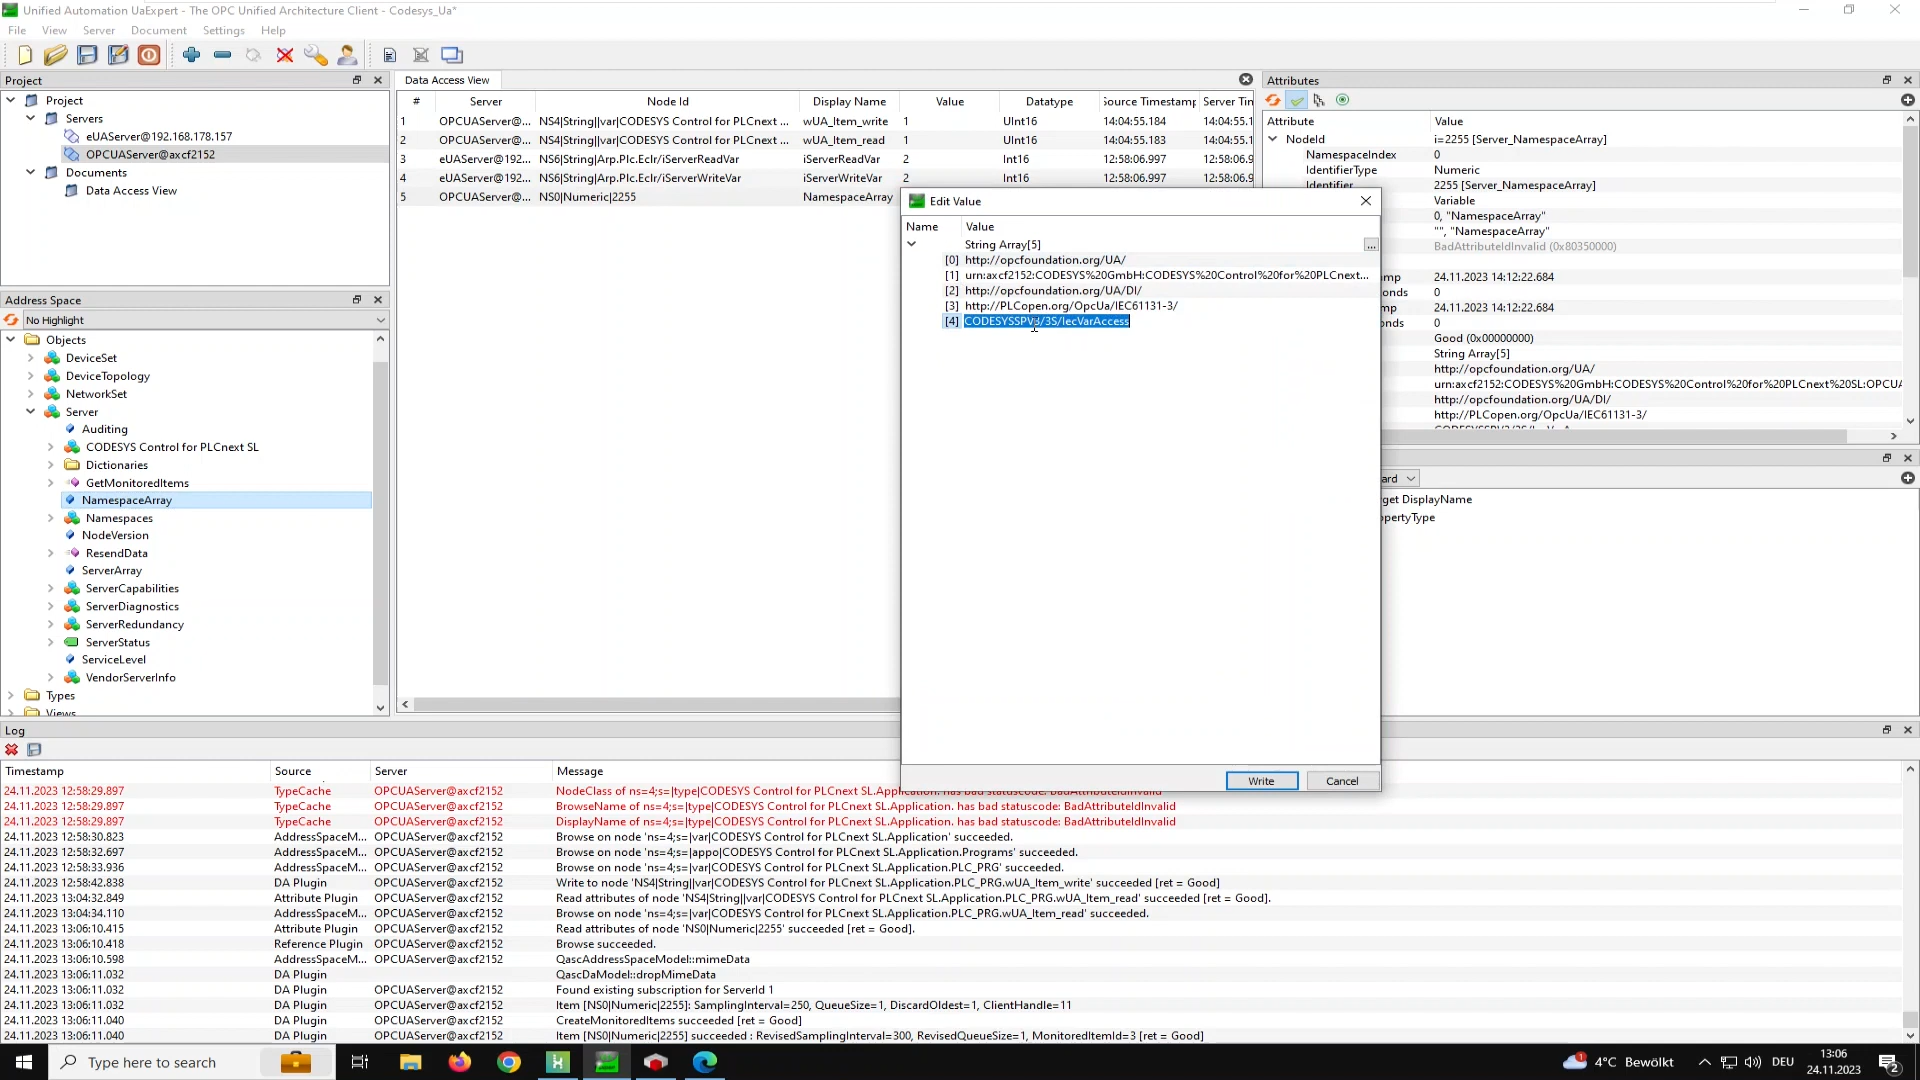 Unified Automation UaExpert - The OPC Unified Architecture Client - Codesys_Ua*
File View Server Document Settings Help
Project
Project
Servers
eUAServer@192.168.178.157
OPCUAServer@axcf2152
Documents
Data Access View
Address Space
No Highlight
Objects
DeviceSet
DeviceTopology
NetworkSet
Server
Auditing
CODESYS Control for PLCnext SL
Dictionaries
GetMonitoredItems
NamespaceArray
Namespaces
NodeVersion
ResendData
ServerArray
ServerCapabilities
ServerDiagnostics
ServerRedundancy
ServerStatus
ServiceLevel
VendorServerInfo
Types
Views
Data Access View
# Server Node Id Display Name Value Datatype Source Timestamp Server Tin
1 OPCUAServer@... NS4|String||var|CODESYS Control for PLCnext ... wUA_Item_write 1 UInt16 14:04:55.184 14:04:55.1
2 OPCUAServer@... NS4|String||var|CODESYS Control for PLCnext ... wUA_Item_read 1 UInt16 14:04:55.183 14:04:55.1
3 eUAServer@192... NS6|String|Arp.Plc.Eclr/iServerReadVar iServerReadVar 2 Int16 12:58:06.997 12:58:06.9
4 eUAServer@192... NS6|String|Arp.Plc.Eclr/iServerWriteVar iServerWriteVar 2 Int16 12:58:06.997 12:58:06.9
5 OPCUAServer@... NS0|Numeric|2255 NamespaceArray
Edit Value
Name Value
String Array[5] ...
[0] http://opcfoundation.org/UA/
[1] urn:axcf2152:CODESYS%20GmbH:CODESYS%20Control%20for%20PLCnext...
[2] http://opcfoundation.org/UA/DI/
[3] http://PLCopen.org/OpcUa/IEC61131-3/
[4] CODESYSSPV3/3S/IecVarAccess
Write Cancel
Attributes
Attribute Value
NodeId i=2255 [Server_NamespaceArray]
NamespaceIndex 0
IdentifierType Numeric
Identifier 2255 [Server_NamespaceArray]
Variable
0, "NamespaceArray"
"", "NamespaceArray"
BadAttributeIdInvalid (0x80350000)
mp 24.11.2023 14:12:22.684
onds 0
mp 24.11.2023 14:12:22.684
onds 0
Good (0x00000000)
String Array[5]
http://opcfoundation.org/UA/
urn:axcf2152:CODESYS%20GmbH:CODESYS%20Control%20for%20PLCnext%20SL:OPCUA
http://opcfoundation.org/UA/DI/
http://PLCopen.org/OpcUa/IEC61131-3/
ard
get DisplayName
opertyType
Log
Timestamp Source Server Message
24.11.2023 12:58:29.897 TypeCache OPCUAServer@axcf2152 NodeClass of ns=4;s=|type|CODESYS Control for PLCnext SL.Application. has bad statuscode: BadAttributeIdInvalid
24.11.2023 12:58:29.897 TypeCache OPCUAServer@axcf2152 BrowseName of ns=4;s=|type|CODESYS Control for PLCnext SL.Application. has bad statuscode: BadAttributeIdInvalid
24.11.2023 12:58:29.897 TypeCache OPCUAServer@axcf2152 DisplayName of ns=4;s=|type|CODESYS Control for PLCnext SL.Application. has bad statuscode: BadAttributeIdInvalid
24.11.2023 12:58:30.823 AddressSpaceM... OPCUAServer@axcf2152 Browse on node 'ns=4;s=|var|CODESYS Control for PLCnext SL.Application' succeeded.
24.11.2023 12:58:32.697 AddressSpaceM... OPCUAServer@axcf2152 Browse on node 'ns=4;s=|appo|CODESYS Control for PLCnext SL.Application.Programs' succeeded.
24.11.2023 12:58:33.936 AddressSpaceM... OPCUAServer@axcf2152 Browse on node 'ns=4;s=|var|CODESYS Control for PLCnext SL.Application.PLC_PRG' succeeded.
24.11.2023 12:58:42.838 DA Plugin OPCUAServer@axcf2152 Write to node 'NS4|String||var|CODESYS Control for PLCnext SL.Application.PLC_PRG.wUA_Item_write' succeeded [ret = Good]
24.11.2023 13:04:32.849 Attribute Plugin OPCUAServer@axcf2152 Read attributes of node 'NS4|String||var|CODESYS Control for PLCnext SL.Application.PLC_PRG.wUA_Item_read' succeeded [ret = Good].
24.11.2023 13:04:34.110 AddressSpaceM... OPCUAServer@axcf2152 Browse on node 'ns=4;s=|var|CODESYS Control for PLCnext SL.Application.PLC_PRG.wUA_Item_read' succeeded.
24.11.2023 13:06:10.415 Attribute Plugin OPCUAServer@axcf2152 Read attributes of node 'NS0|Numeric|2255' succeeded [ret = Good].
24.11.2023 13:06:10.418 Reference Plugin OPCUAServer@axcf2152 Browse succeeded.
24.11.2023 13:06:10.598 AddressSpaceM... OPCUAServer@axcf2152 QascAddressSpaceModel::mimeData
24.11.2023 13:06:11.032 DA Plugin QascDaModel::dropMimeData
24.11.2023 13:06:11.032 DA Plugin OPCUAServer@axcf2152 Found existing subscription for ServerId 1
24.11.2023 13:06:11.032 DA Plugin OPCUAServer@axcf2152 Item [NS0|Numeric|2255]: SamplingInterval=250, QueueSize=1, DiscardOldest=1, ClientHandle=11
24.11.2023 13:06:11.040 DA Plugin OPCUAServer@axcf2152 CreateMonitoredItems succeeded [ret = Good]
24.11.2023 13:06:11.040 DA Plugin OPCUAServer@axcf2152 Item [NS0|Numeric|2255] succeeded : RevisedSamplingInterval=300, RevisedQueueSize=1, MonitoredItemId=3 [ret = Good]
Type here to search
1 4°C Bewölkt DEU 13:06
24.11.2023 2